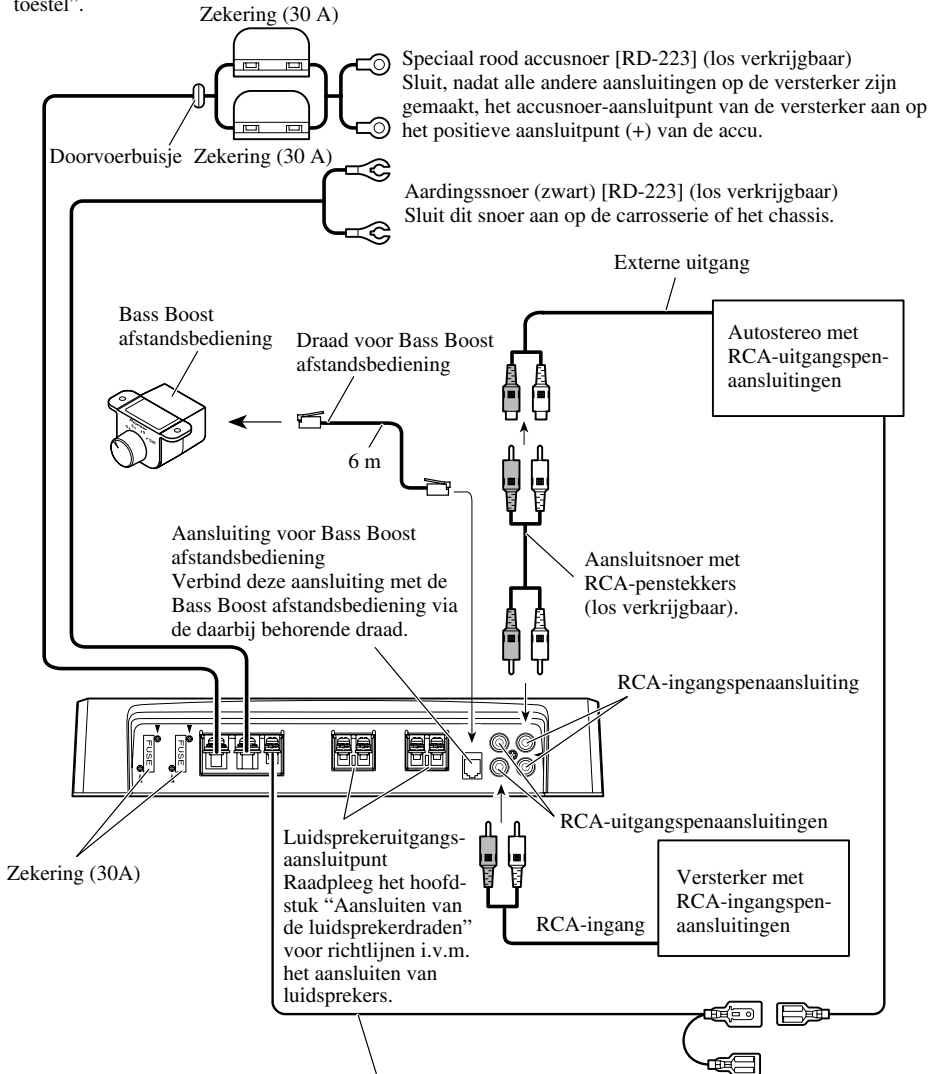 toestel”.
Zekering (30 A)
Speciaal rood accusnoer [RD-223] (los verkrijgbaar)
Sluit, nadat alle andere aansluitingen op de versterker zijn
gemaakt, het accusnoer-aansluitpunt van de versterker aan op
het positieve aansluitpunt (+) van de accu.
Doorvoerbuisje
Zekering (30 A)
Aardingssnoer (zwart) [RD-223] (los verkrijgbaar)
Sluit dit snoer aan op de carrosserie of het chassis.
Externe uitgang
Bass Boost
afstandsbediening
Draad voor Bass Boost
afstandsbediening
Autostereo met
RCA-uitgangspen-
aansluitingen
6 m
Aansluiting voor Bass Boost
afstandsbediening
Verbind deze aansluiting met de
Bass Boost afstandsbediening via
de daarbij behorende draad.
Aansluitsnoer met
RCA-penstekkers
(los verkrijgbaar).
RCA-ingangspenaansluiting
FUSE
FUSE
RCA-uitgangspenaansluitingen
Zekering (30A)
Luidsprekeruitgangs-
aansluitpunt
Raadpleeg het hoofd-
stuk “Aansluiten van
de luidsprekerdraden”
voor richtlijnen i.v.m.
het aansluiten van
luidsprekers.
RCA-ingang
Versterker met
RCA-ingangspen-
aansluitingen